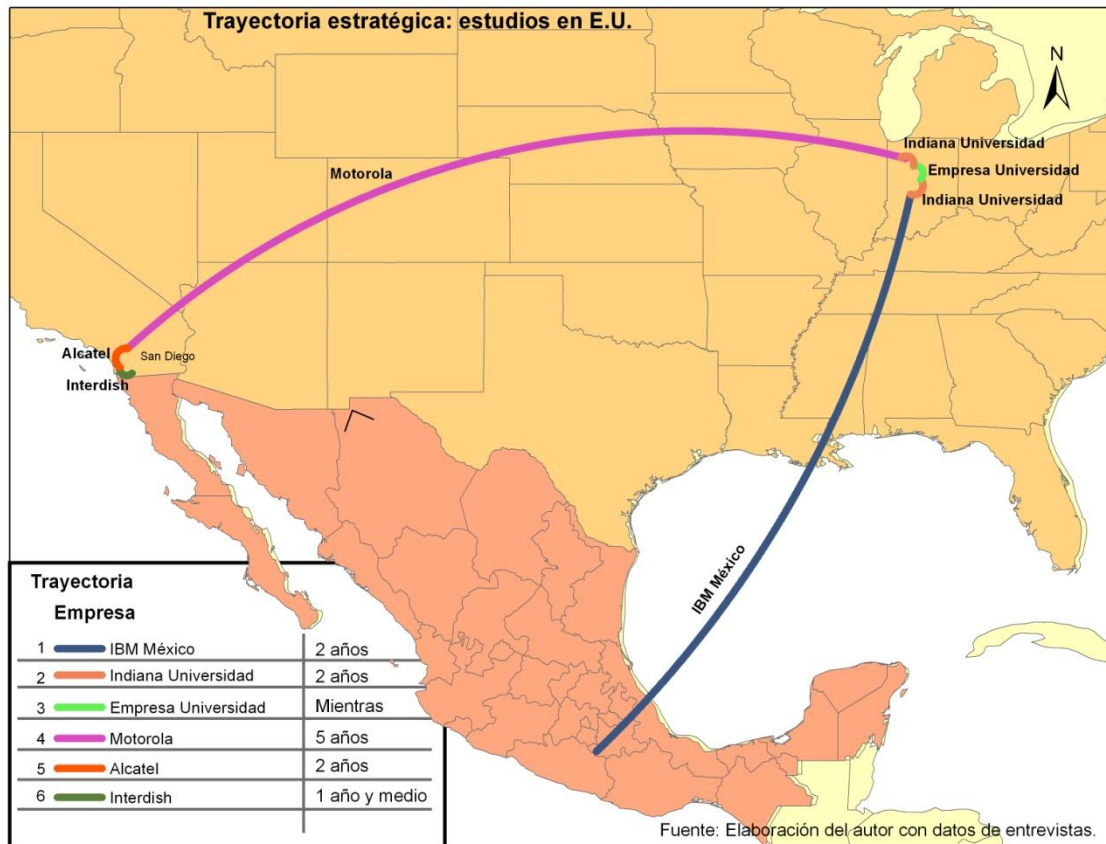 Trayectoria estratégica: estudios en E.U.
N
Indiana Universidad
Empresa Universidad
Indiana Universidad
Motorola
Alcatel
San Diego
Interdish
IBM México
Trayectoria
Empresa
1 IBM México 2 años
2 Indiana Universidad 2 años
3 Empresa Universidad Mientras
4 Motorola 5 años
5 Alcatel 2 años
6 Interdish 1 año y medio
Fuente: Elaboración del autor con datos de entrevistas.